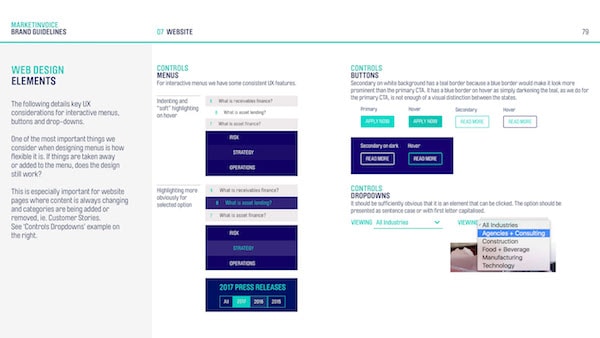 MARKETINVOICE
BRAND GUIDELINES
07 WEBSITE
79
WEB DESIGN
ELEMENTS
The following details key UX
considerations for interactive menus,
buttons and drop-downs.
One of the most important things we
consider when designing menus is how
flexible it is. If things are taken away
or added to the menu, does the design
still work?
This is especially important for website
pages where content is always changing
and categories are being added or
removed, ie. Customer Stories.
See 'Controls Dropdowns' example on
the right.
CONTROLS
MENUS
For interactive menus we have some consistent UX features.
Indenting and
"soft" highlighting
on hover
What is receivables finance?
What is asset lending?
What is asset finance?
RISK
STRATEGY
OPERATIONS
Highlighting more
obviously for
selected option
What is receivables finance?
What is asset lending?
What is asset finance?
RISK
STRATEGY
OPERATIONS
2017 PRESS RELEASES
All 2017 2016 2015
CONTROLS
BUTTONS
Secondary on white background has a teal border because a blue border would make it look more
prominent than the primary CTA. It has a blue border on hover as simply darkening the teal, as we do for
the primary CTA, is not enough of a visual distinction between the states.
Primary Hover Secondary Hover
APPLY NOW APPLY NOW READ MORE READ MORE
Secondary on dark Hover
READ MORE READ MORE
CONTROLS
DROPDOWNS
It should be sufficiently obvious that it is an element that can be clicked. The option should be
presented as sentence case or with first letter capitalised.
VIEWING All Industries
VIEWING
All Industries
Agencies + Consulting
Construction
Food + Beverage
Manufacturing
Technology